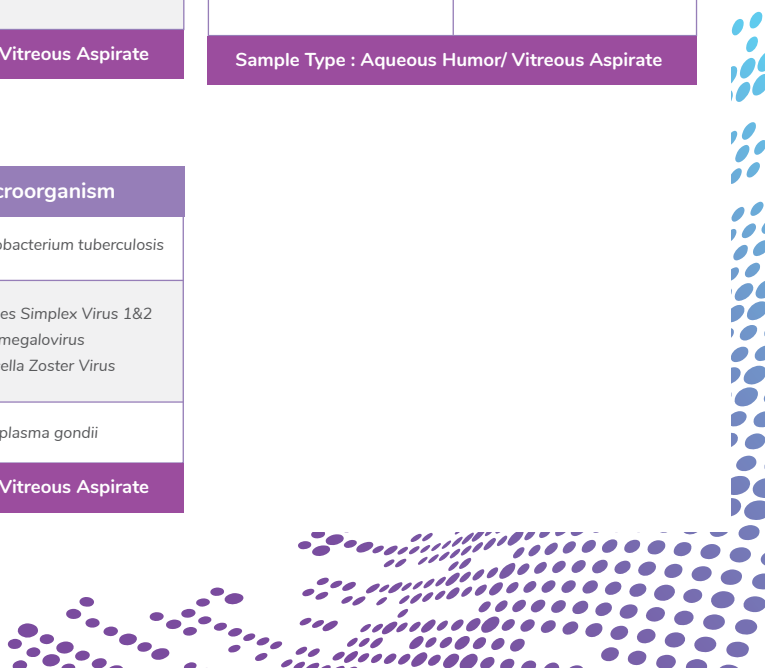 Vitreous Aspirate
Sample Type : Aqueous Humor/ Vitreous Aspirate
croorganism
obacterium tuberculosis
es Simplex Virus 1&2
megalovirus
ella Zoster Virus
plasma gondii
Vitreous Aspirate